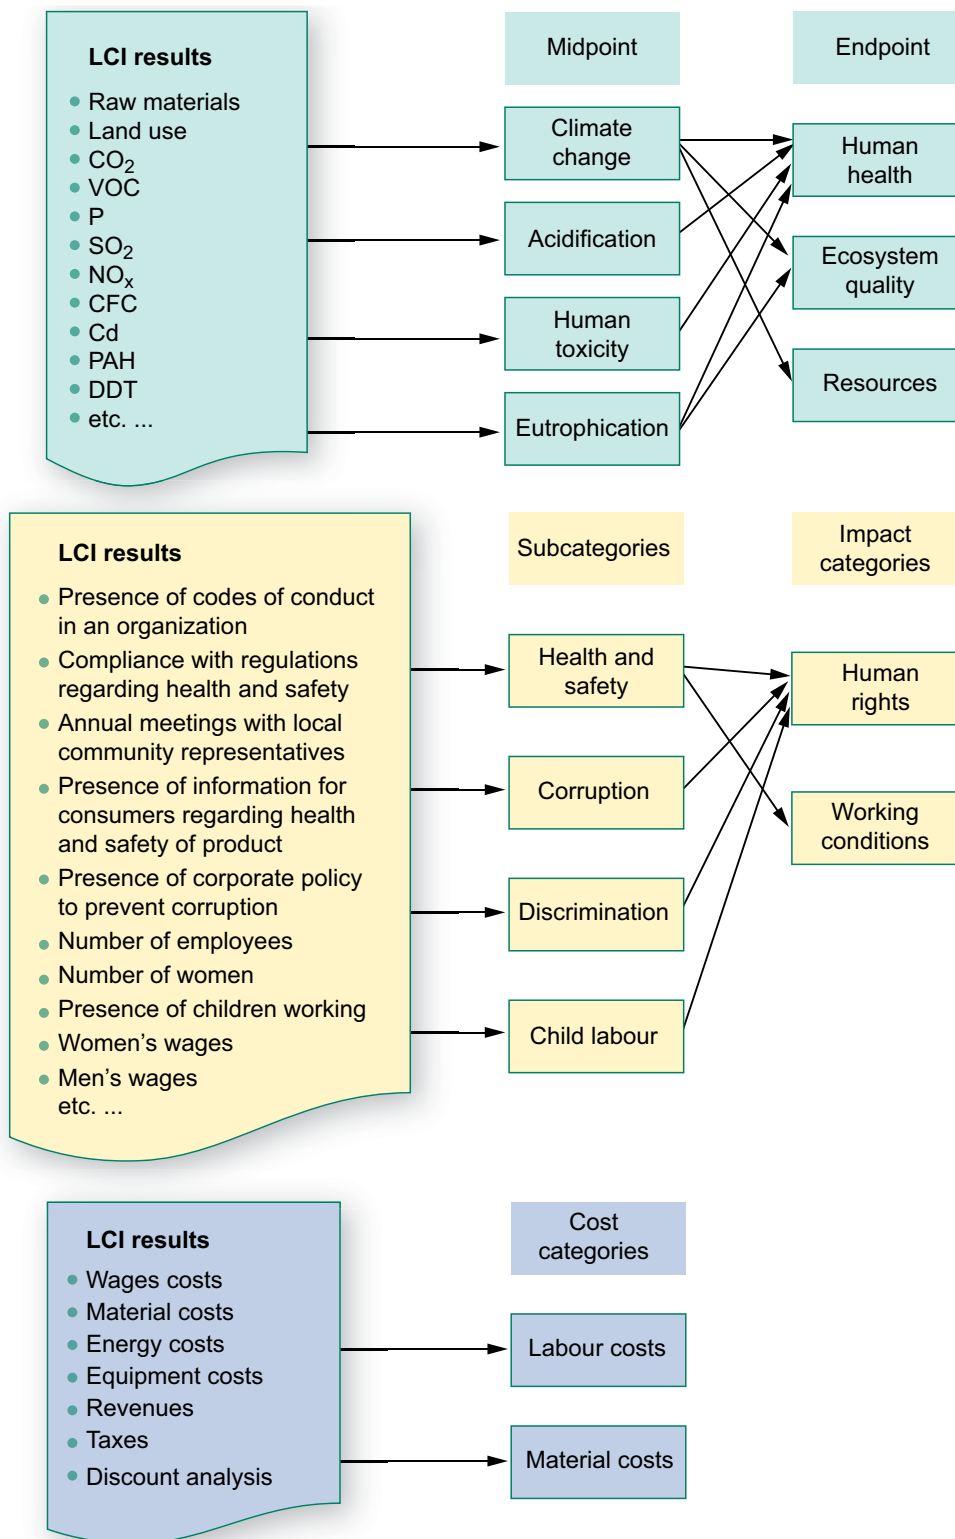 LCI results
Raw materials
Land use
CO2
VOC
P
SO2
NOx
CFC
Cd
PAH
DDT
etc. ...
Midpoint
Climate
change
Acidification
Human
toxicity
Eutrophication
Endpoint
Human
health
Ecosystem
quality
Resources
LCI results
Presence of codes of conduct
in an organization
Compliance with regulations
regarding health and safety
Annual meetings with local
community representatives
Presence of information for
consumers regarding health
and safety of product
Presence of corporate policy
to prevent corruption
Number of employees
Number of women
Presence of children working
Women’s wages
Men’s wages
etc. ...
Subcategories
Health and
safety
Corruption
Discrimination
Child labour
Impact
categories
Human
rights
Working
conditions
LCI results
Wages costs
Material costs
Energy costs
Equipment costs
Revenues
Taxes
Discount analysis
Cost
categories
Labour costs
Material costs